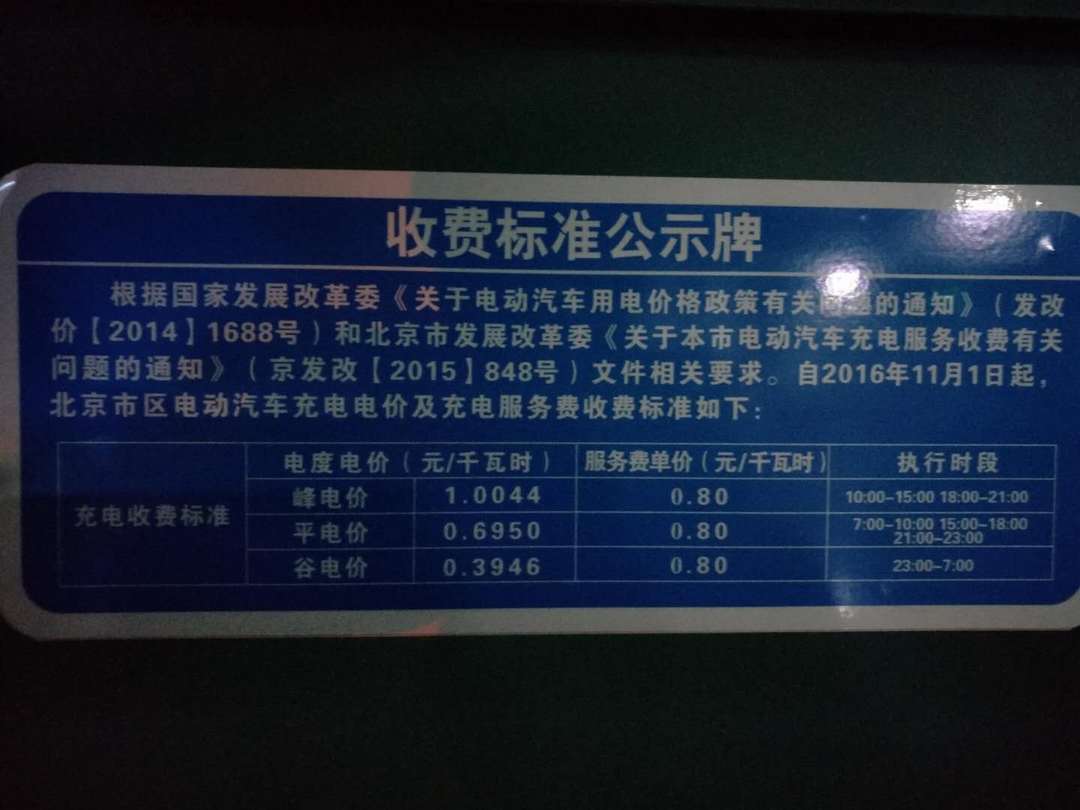 收费标准公示牌
根据国家发展改革委《关于电动汽车用电价格政策有关问题的通知》（发改
价【2014】1688号）和北京市发展改革委《关于本市电动汽车充电服务收费有关
问题的通知》（京发改【2015】848号）文件相关要求。自2016年11月1日起，
北京市区电动汽车充电电价及充电服务费收费标准如下：
充电收费标准
电度电价（元/千瓦时） 服务费单价（元/千瓦时） 执行时段
峰电价 1.0044 0.80 10:00-15:00 18:00-21:00
平电价 0.6950 0.80 7:00-10:00 15:00-18:00
21:00-23:00
谷电价 0.3946 0.80 23:00-7:00